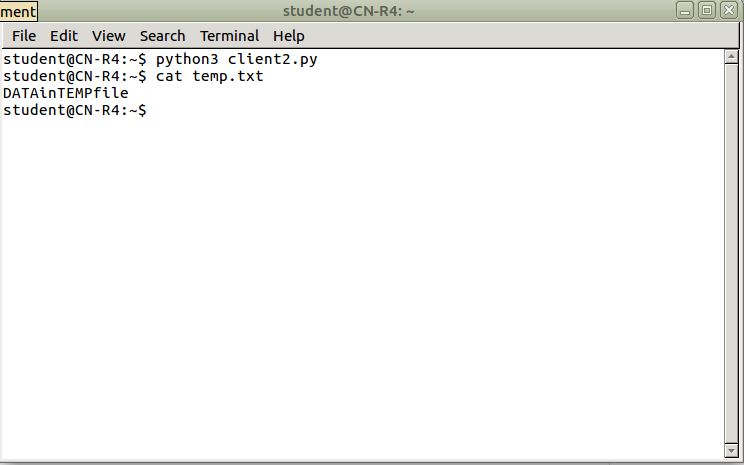 ment
student@CN-R4: ~
File Edit View Search Terminal Help
student@CN-R4:~$ python3 client2.py
student@CN-R4:~$ cat temp.txt
DATAinTEMPfile
student@CN-R4:~$